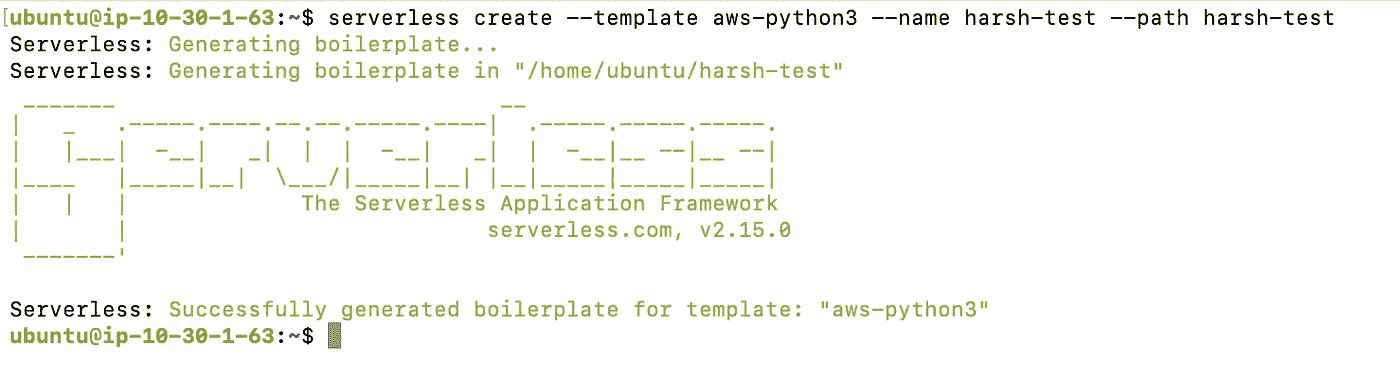 ubuntu@ip-10-30-1-63:~$ serverless create --template aws-python3 --name harsh-test --path harsh-test
Serverless: Generating boilerplate...
Serverless: Generating boilerplate in "/home/ubuntu/harsh-test"
Serverless
The Serverless Application Framework
serverless.com, v2.15.0
Serverless: Successfully generated boilerplate for template: "aws-python3"
ubuntu@ip-10-30-1-63:~$